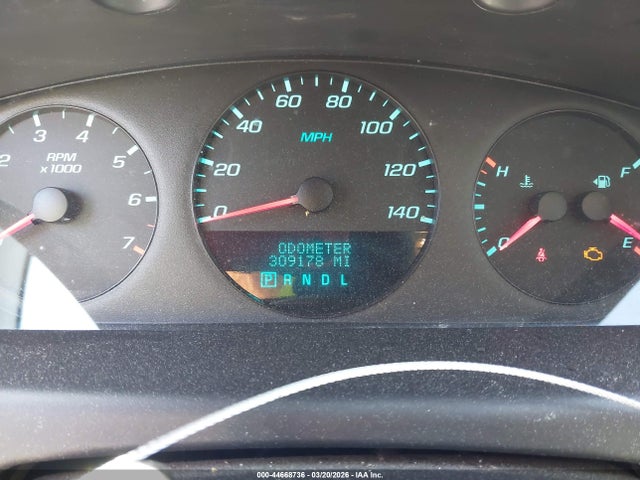 2 3 4 5 6 7
RPM
x1000
0 20 40 60 80 100 120 140
MPH
ODOMETER
309178 MI
P R N D L
H C
F E
000-44668736 - 03/20/2026 - IAA Inc.